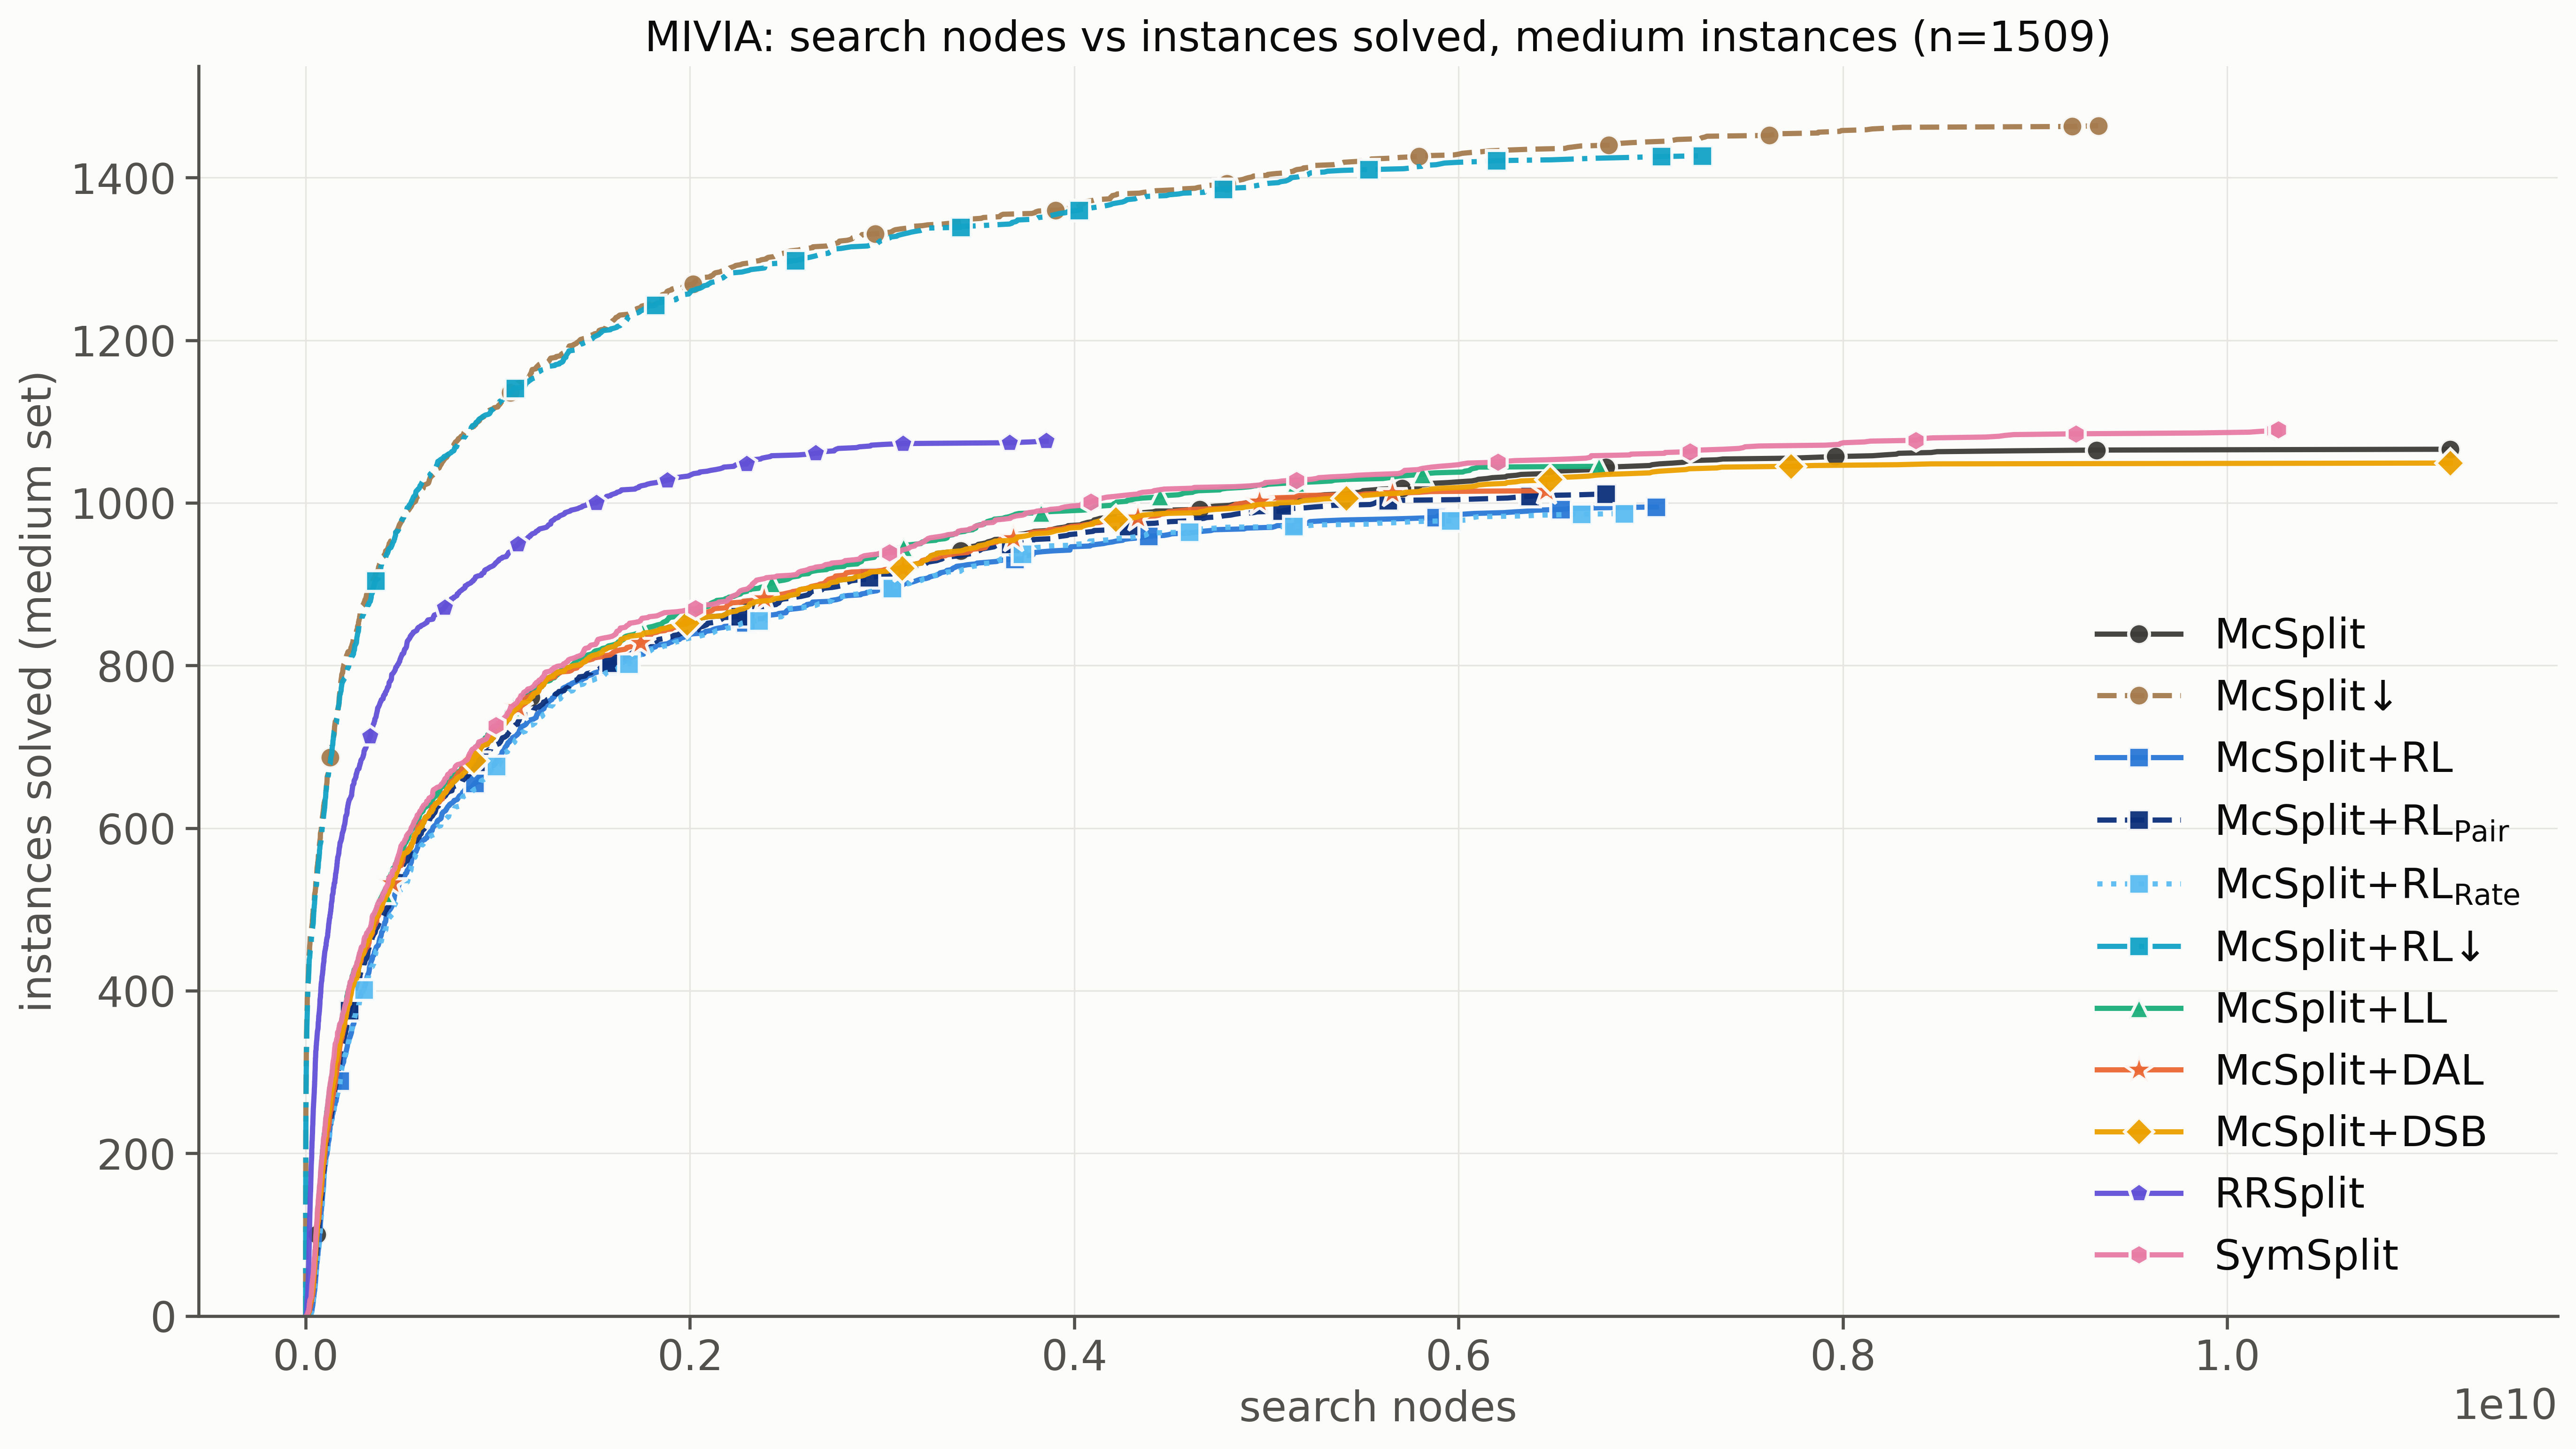 MIVIA: search nodes vs instances solved, medium instances (n=1509)
instances solved (medium set)
1400
1200
1000
800
600
400
200
0
0.0 0.2 0.4 0.6 0.8 1.0
1e10
search nodes
McSplit
McSplit↓
McSplit+RL
McSplit+RL_Pair
McSplit+RL_Rate
McSplit+RL↓
McSplit+LL
McSplit+DAL
McSplit+DSB
RRSplit
SymSplit